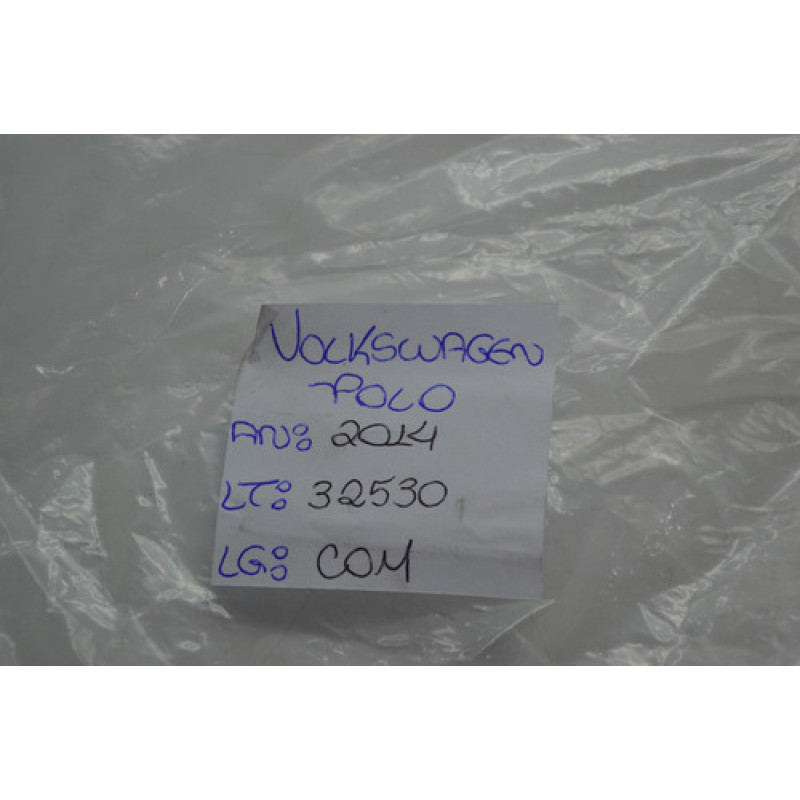 VOLKSWAGEN
POLO
AN: 2014
LT: 32530
LG: COM